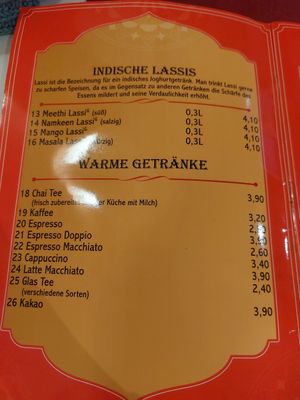 INDISCHE LASSIS
Lassi ist die Bezeichnung für ein indisches Joghurtgetränk. Man trinkt Lassi gerne
zu scharfen Speisen, da es im Gegensatz zu anderen Getränken die Schärfe des
Essens mildert und seine Verdaulichkeit erhöht.
13 Meethi Lassi (süß) 0,3L 4,10
14 Namkeen Lassi (salzig) 0,3L 4,10
15 Mango Lassi 0,3L 4,10
16 Masala Lassi 0,3L 4,10
WARME GETRÄNKE
18 Chai Tee 3,90
(frisch Küche mit Milch)
19 Kaffee 3,20
20 Espresso
21 Espresso Doppio
22 Espresso Macchiato 2,60
23 Cappuccino 3,40
24 Latte Macchiato 3,90
25 Glas Tee 2,40
(verschiedene Sorten)
26 Kakao 3,90